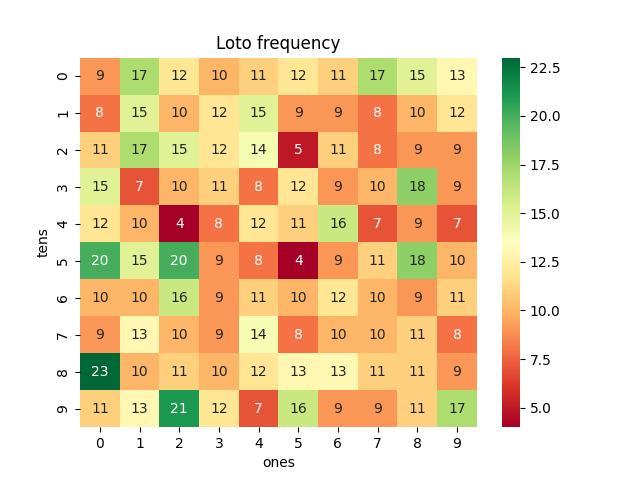 Loto frequency
0 9 17 12 10 11 12 11 17 15 13
1 8 15 10 12 15 9 9 8 10 12
2 11 17 15 12 14 5 11 8 9 9
3 15 7 10 11 8 12 9 10 18 9
4 12 10 4 8 12 11 16 7 9 7
5 20 15 20 9 8 4 9 11 18 10
6 10 10 16 9 11 10 12 10 9 11
7 9 13 10 9 14 8 10 10 11 8
8 23 10 11 10 12 13 13 11 11 9
9 11 13 21 12 7 16 9 9 11 17
0 1 2 3 4 5 6 7 8 9
ones
tens
22.5
20.0
17.5
15.0
12.5
10.0
7.5
5.0